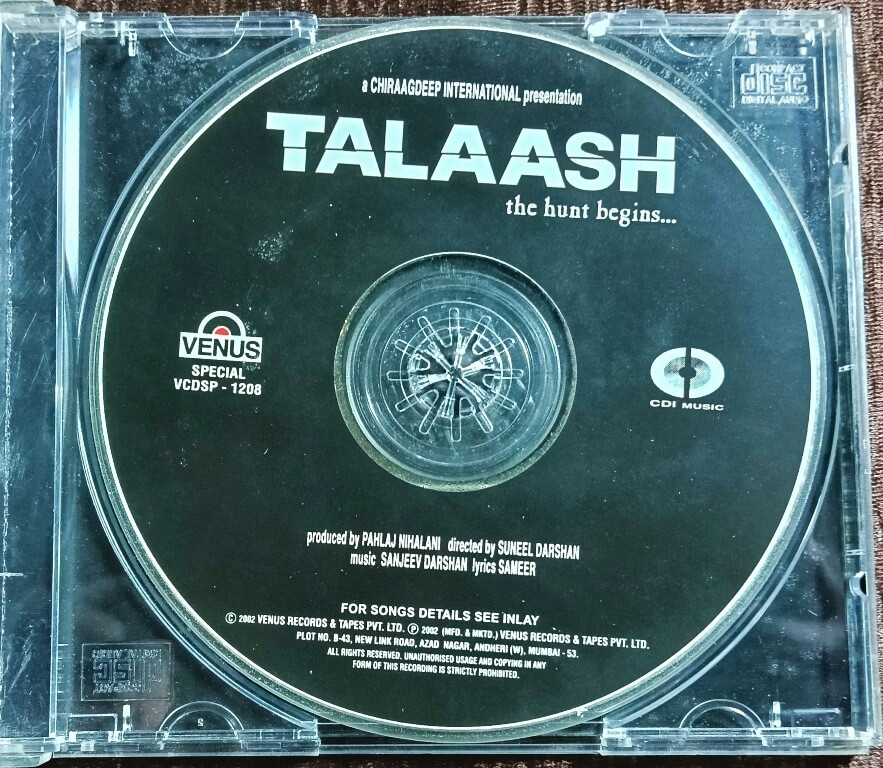 a CHIRAAGDEEP INTERNATIONAL presentation
TALAASH
the hunt begins...
COMPACT
disc
DIGITAL AUDIO
VENUS
SPECIAL
VCDSP - 1208
CDI MUSIC
produced by PAHLAJ NIHALANI directed by SUNEEL DARSHAN
music SANJEEV DARSHAN lyrics SAMEER
FOR SONGS DETAILS SEE INLAY
© 2002 VENUS RECORDS & TAPES PVT. LTD. ℗ 2002 (MFD. & MKTD.) VENUS RECORDS & TAPES PVT. LTD.
PLOT NO. B-43, NEW LINK ROAD, AZAD NAGAR, ANDHERI (W), MUMBAI - 53.
ALL RIGHTS RESERVED. UNAUTHORISED USAGE AND COPYING IN ANY
FORM OF THIS RECORDING IS STRICTLY PROHIBITED.